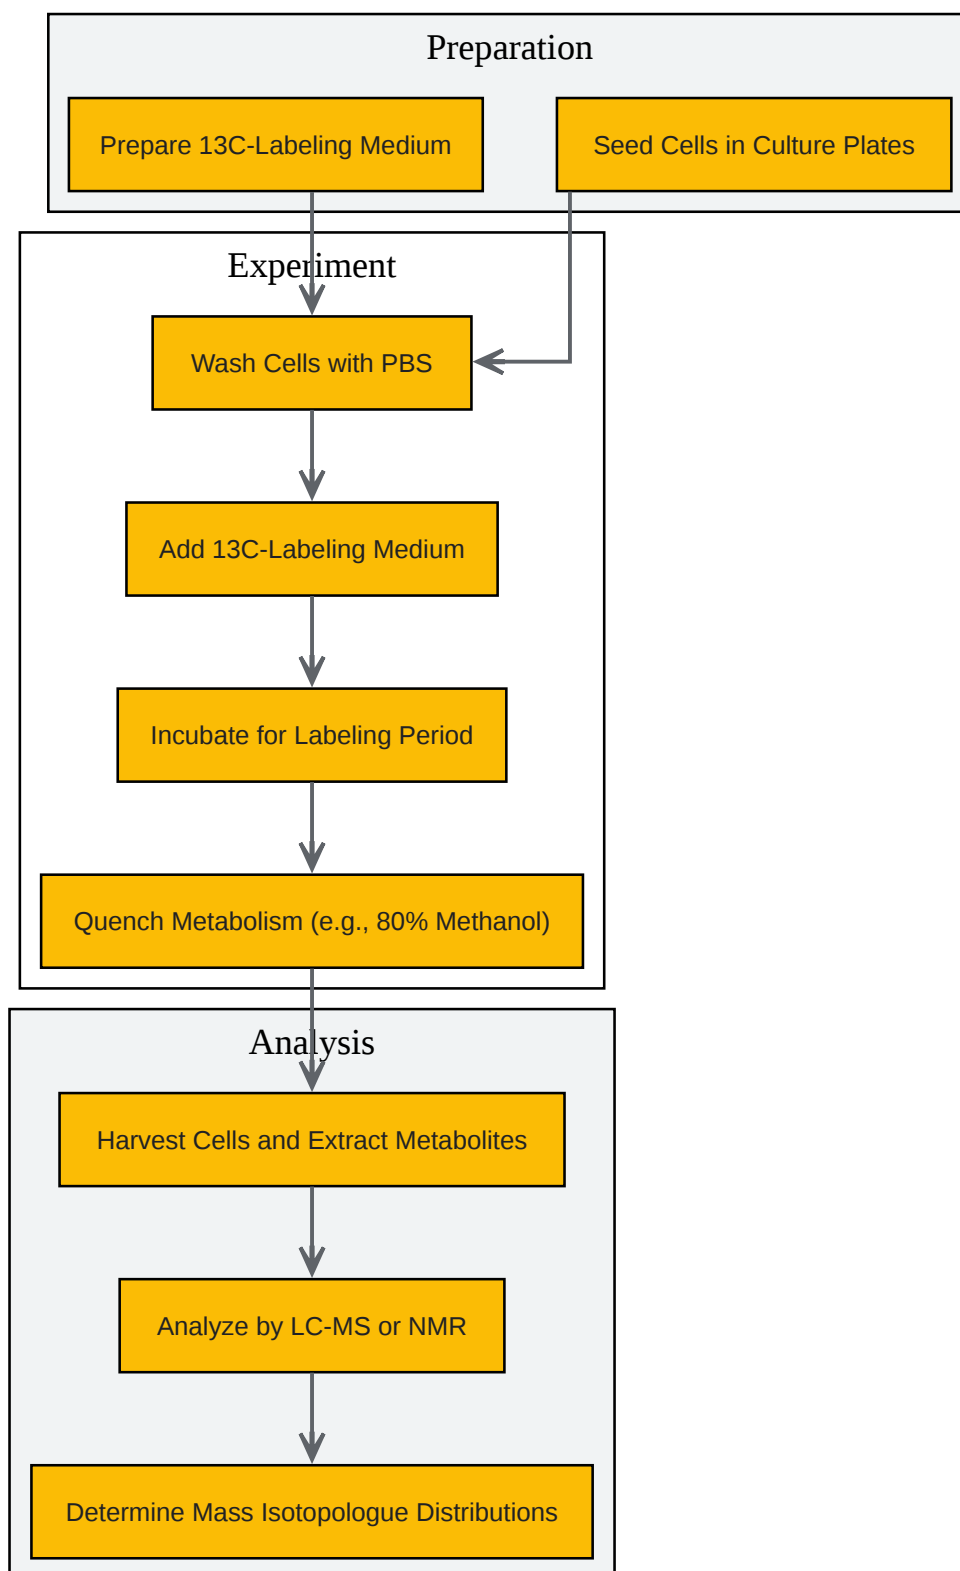 Preparation
Prepare 13C-Labeling Medium
Seed Cells in Culture Plates
Experiment
Wash Cells with PBS
Add 13C-Labeling Medium
Incubate for Labeling Period
Quench Metabolism (e.g., 80% Methanol)
Analysis
Harvest Cells and Extract Metabolites
Analyze by LC-MS or NMR
Determine Mass Isotopologue Distributions